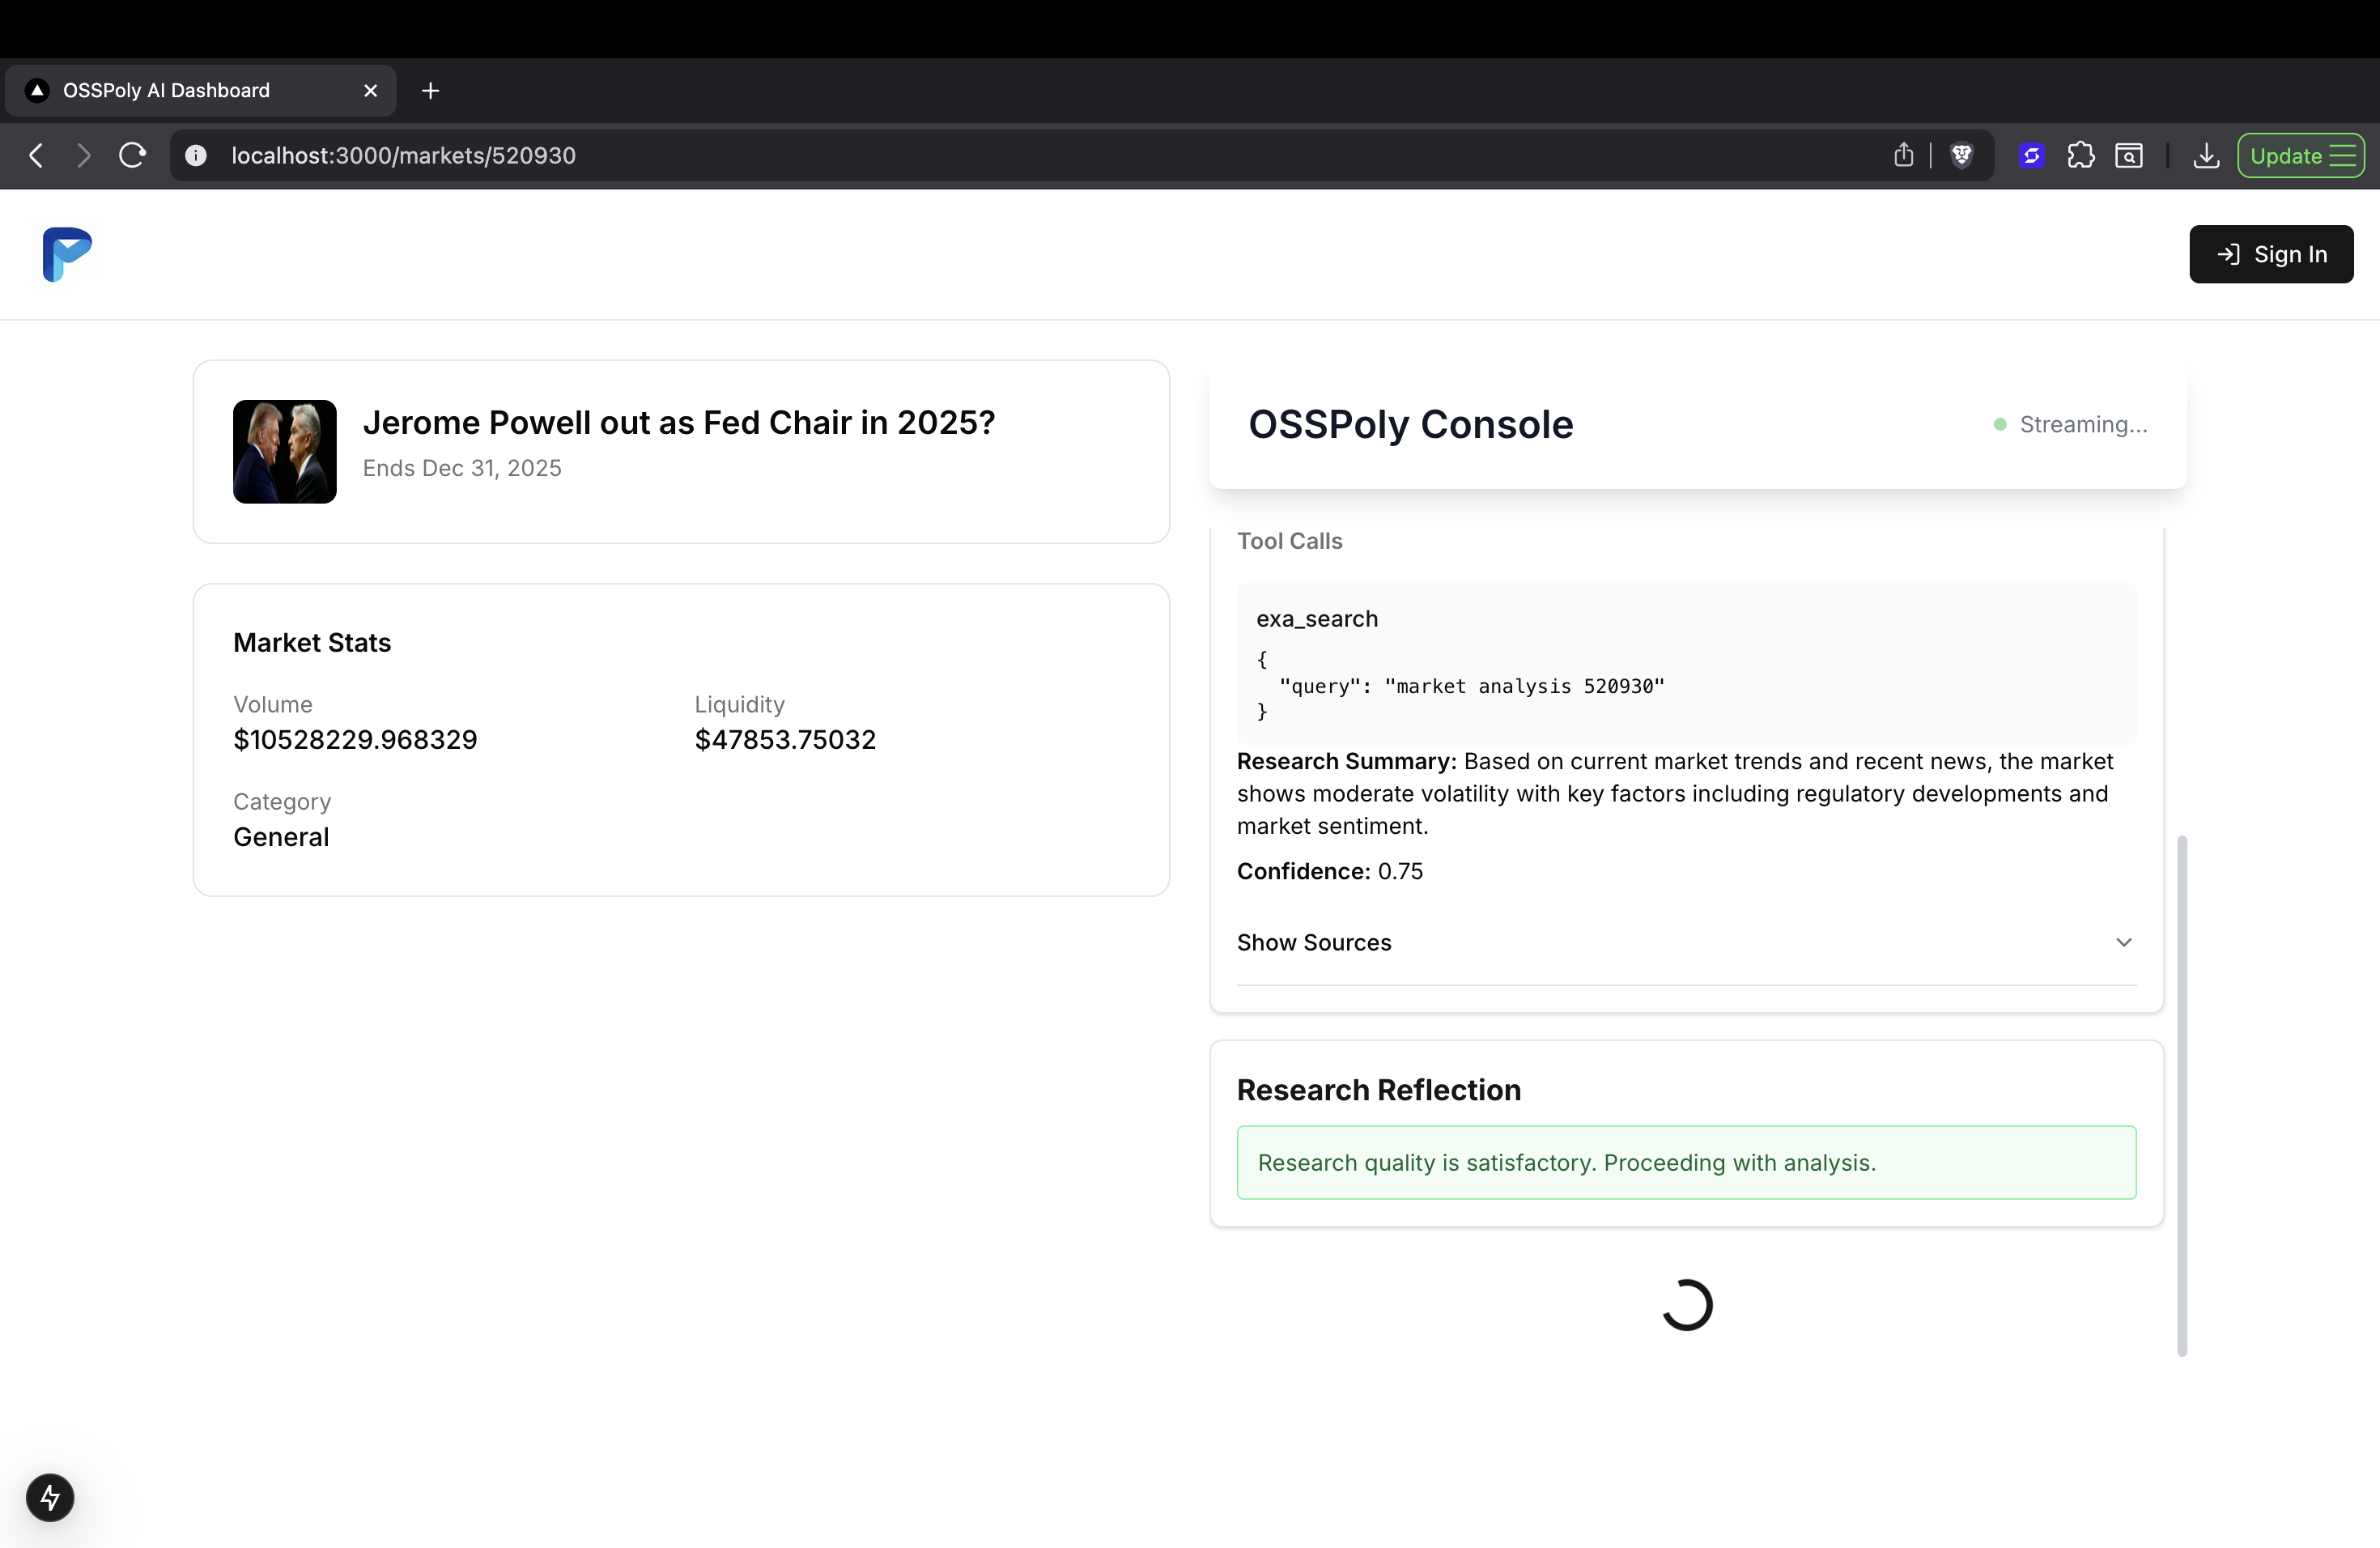 OSSPoly AI Dashboard
localhost:3000/markets/520930
Update
Sign In
Jerome Powell out as Fed Chair in 2025?
Ends Dec 31, 2025
Market Stats
Volume
$10528229.968329
Liquidity
$47853.75032
Category
General
OSSPoly Console
Streaming...
Tool Calls
exa_search
{
"query": "market analysis 520930"
}
Research Summary: Based on current market trends and recent news, the market
shows moderate volatility with key factors including regulatory developments and
market sentiment.
Confidence: 0.75
Show Sources
Research Reflection
Research quality is satisfactory. Proceeding with analysis.